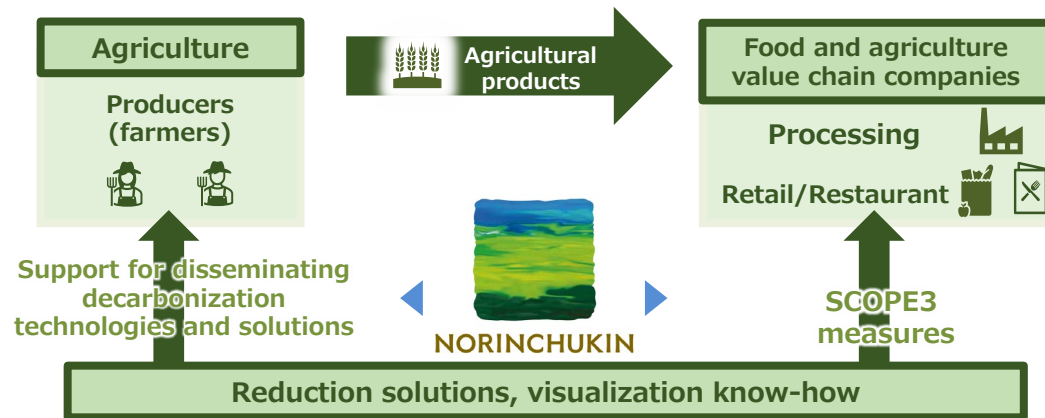 Agriculture
Producers
(farmers)
Agricultural
products
Food and agriculture
value chain companies
Processing
Retail/Restaurant
Support for disseminating
decarbonization
technologies and solutions
NORINCHUKIN
SCOPE3
measures
Reduction solutions, visualization know-how